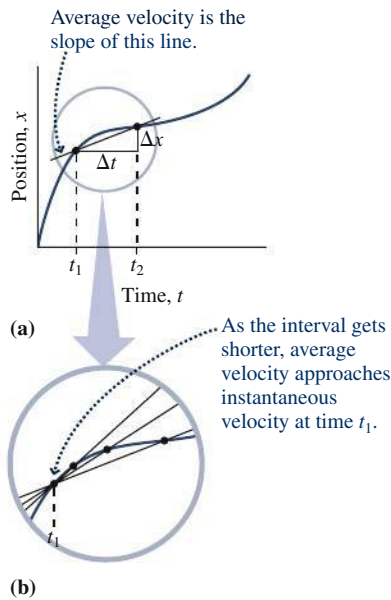 Average velocity is the
slope of this line.
Position, x
Δx
Δt
t₁
t₂
Time, t
(a)
As the interval gets
shorter, average
velocity approaches
instantaneous
velocity at time t₁.
t₁
(b)